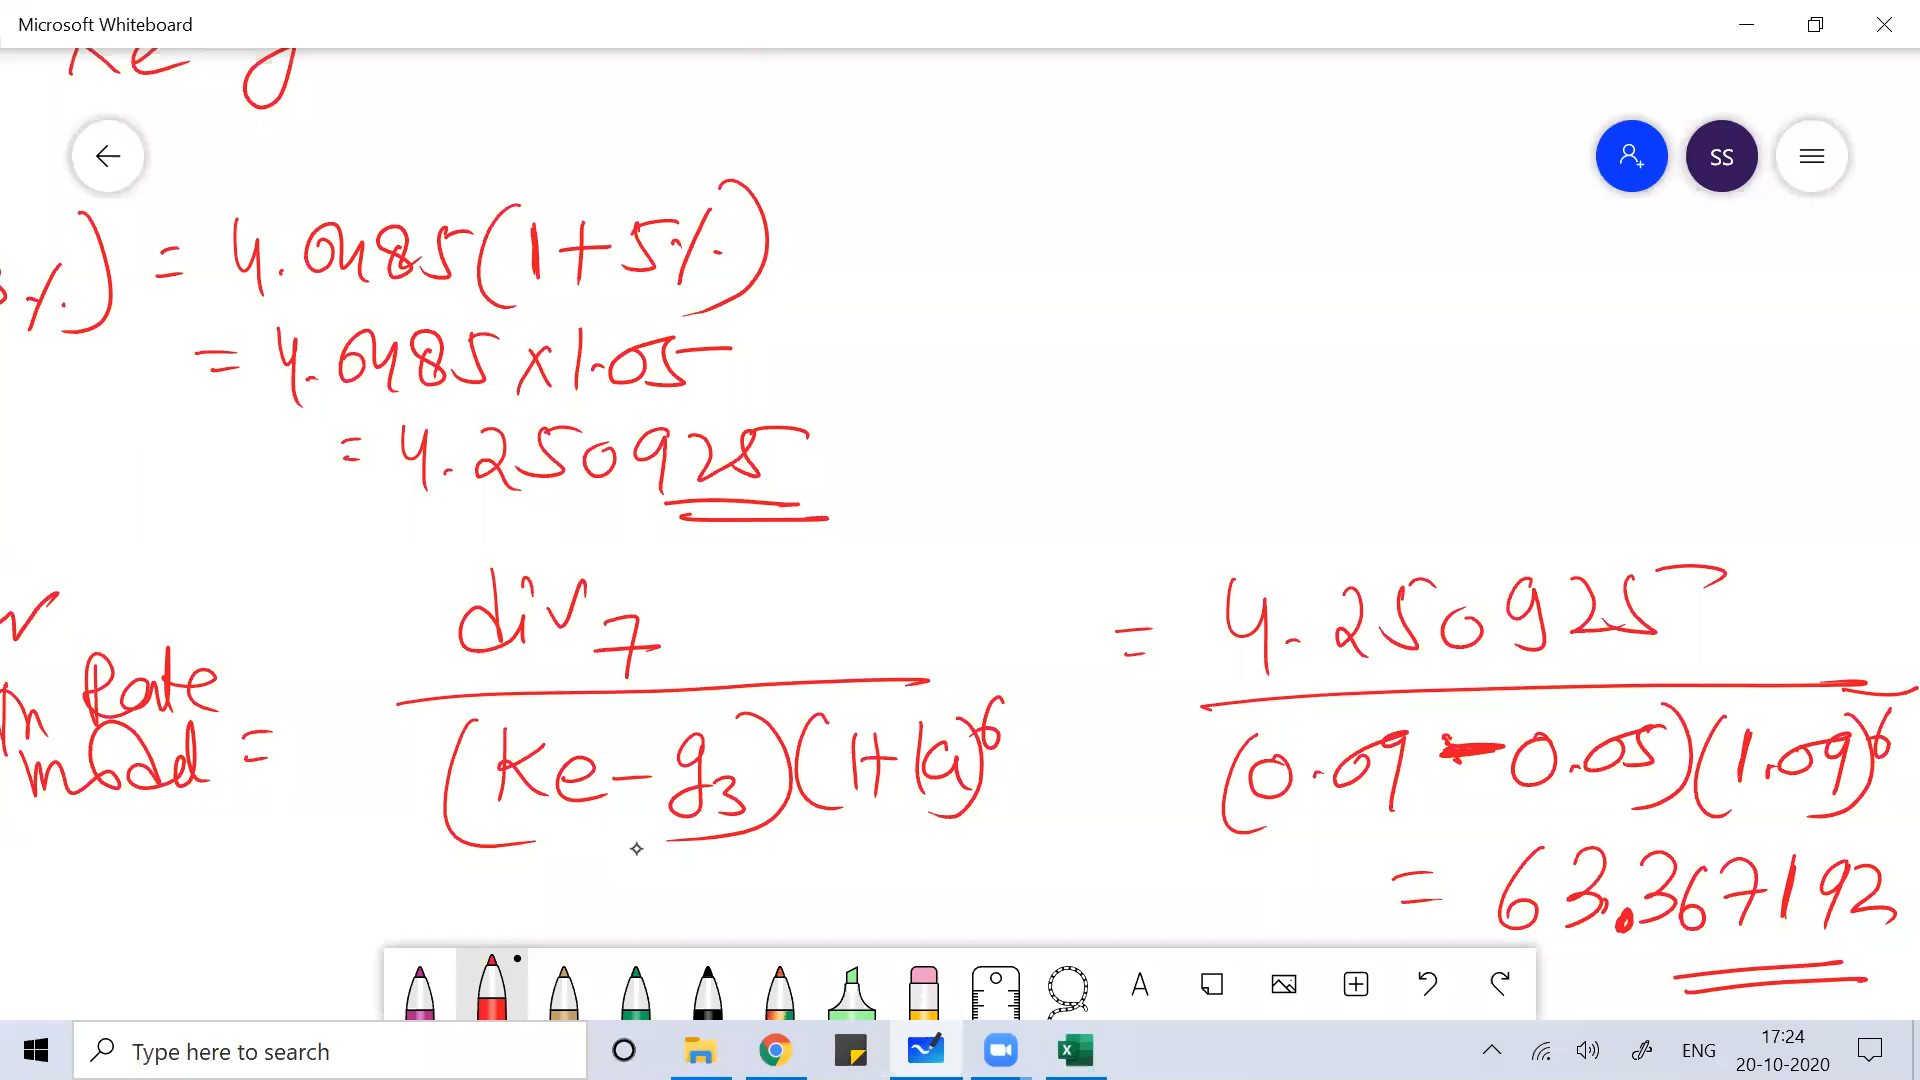 Microsoft Whiteboard
Ke g
SS
%) = 4.0485(1+5%)
= 4.0485 x 1.05
= 4.250925
div7 = 4.250925
Rate
model = (Ke-g3)(1+Ke)^6 (0.09 - 0.05)(1.09)^6
= 63.367192
A
Type here to search
ENG
17:24
20-10-2020